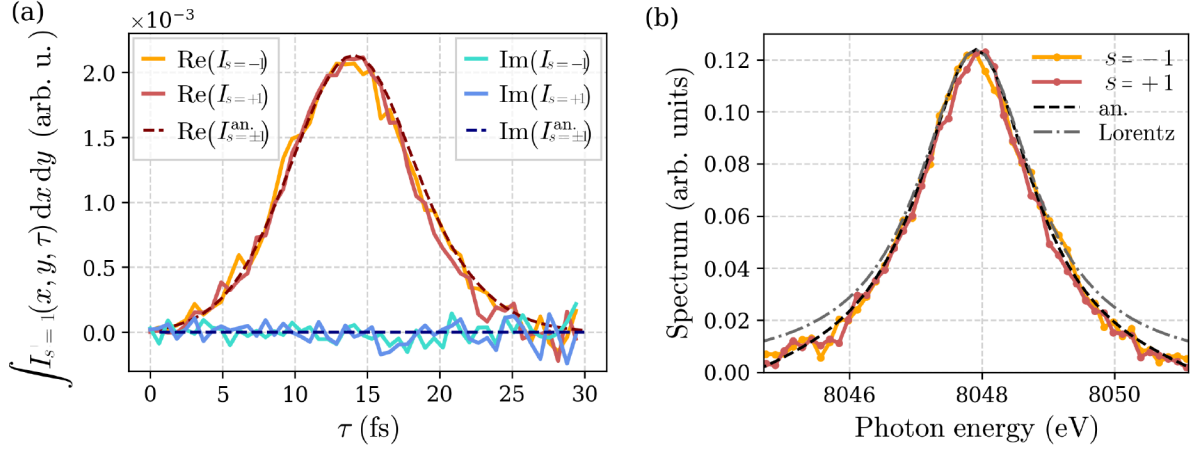 (a)
×10⁻³
Re(I_{s=−1})
Re(I_{s=+1})
Re(I^{an.}_{s=±1})
Im(I_{s=−1})
Im(I_{s=+1})
Im(I^{an.}_{s=±1})
2.0
1.5
1.0
0.5
0.0
∫ I_{s=1}(x, y, τ) dx dy (arb. u.)
0 5 10 15 20 25 30
τ (fs)
(b)
s = −1
s = +1
an.
Lorentz
0.12
0.10
0.08
0.06
0.04
0.02
0.00
Spectrum (arb. units)
8046 8048 8050
Photon energy (eV)